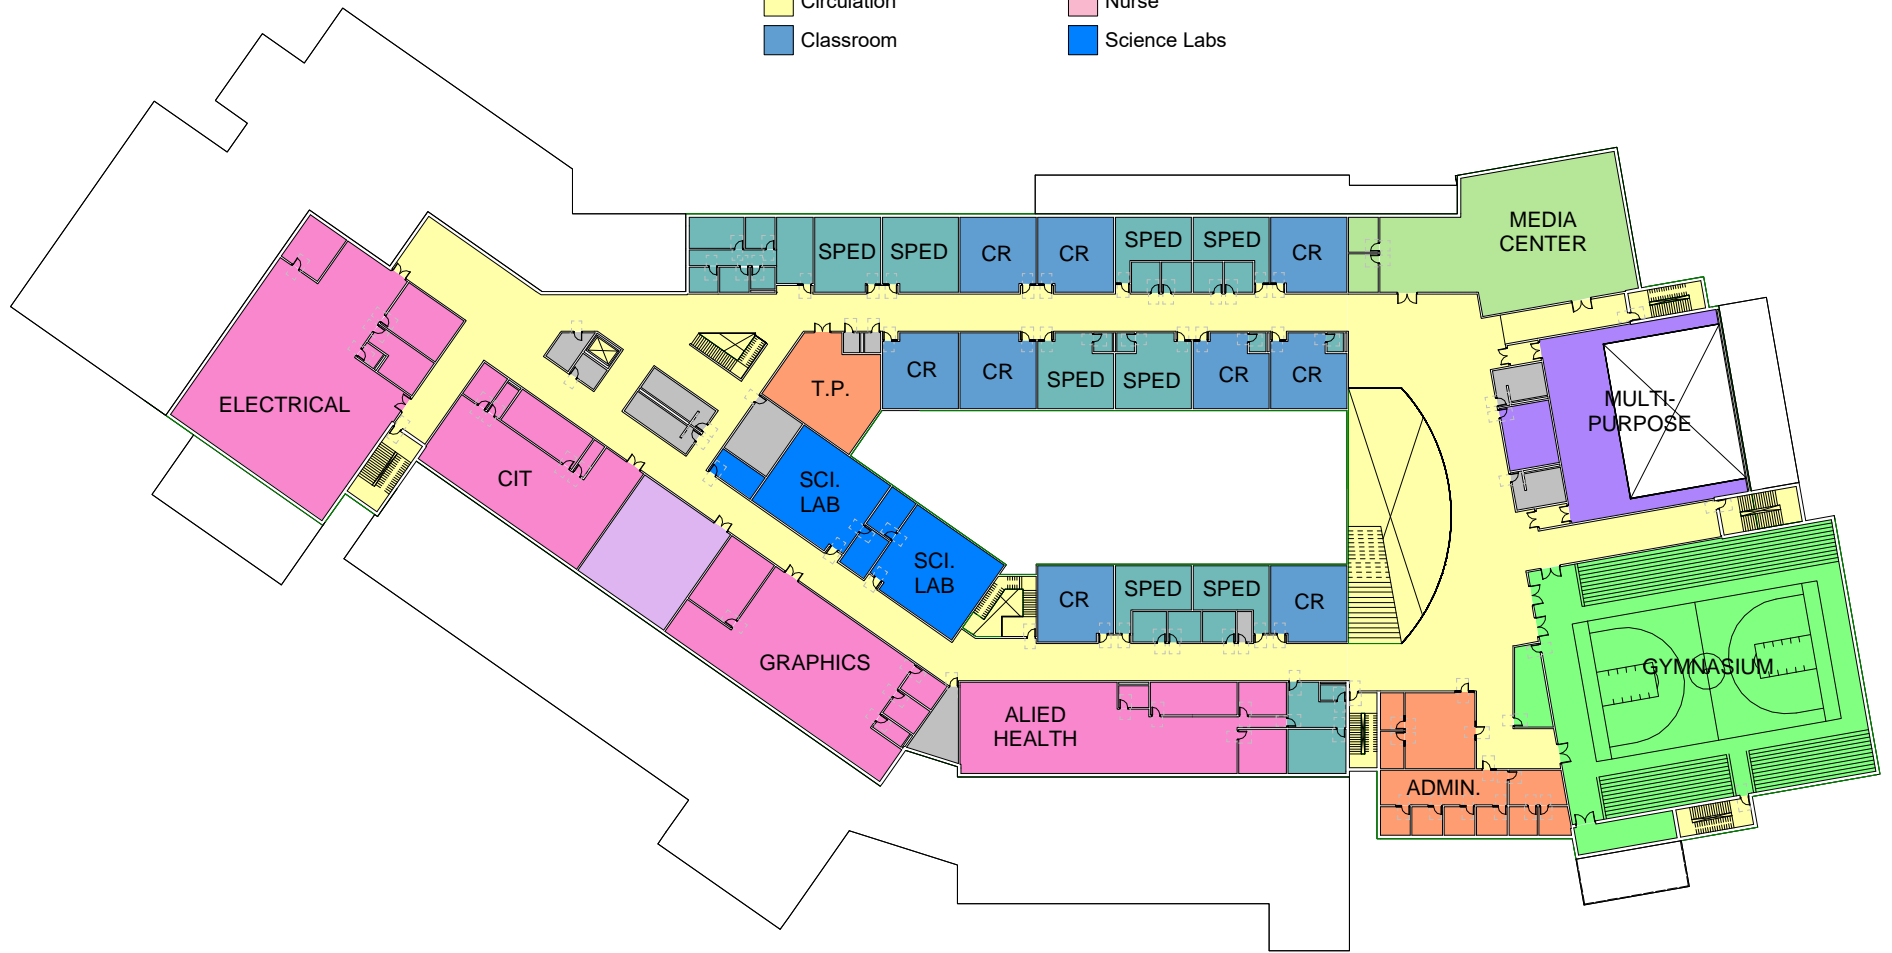 Circulation
Nurse
Classroom
Science Labs
MEDIA
CENTER
SPED
SPED
CR
CR
SPED
SPED
CR
ELECTRICAL
T.P.
CR
CR
SPED
SPED
CR
CR
MULTI-
PURPOSE
CIT
SCI.
LAB
SCI.
LAB
CR
SPED
SPED
CR
GRAPHICS
GYMNASIUM
ALIED
HEALTH
ADMIN.